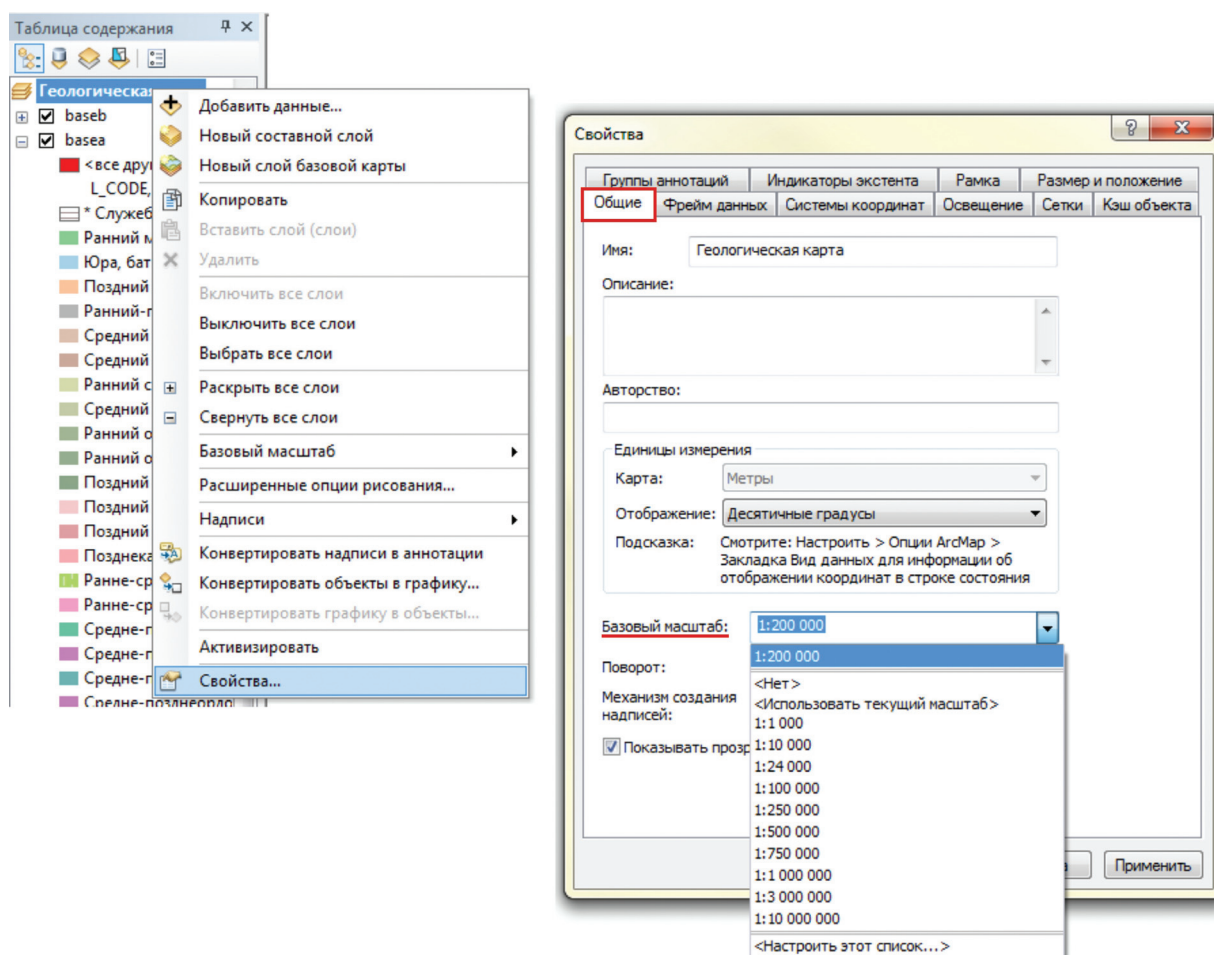 Таблица содержания
Геологическая
baseb
basea
<все друг
L_CODE,
* Служеб
Ранний м
Юра, бат
Поздний
Ранний-г
Средний
Средний
Ранний с
Средний
Ранний о
Ранний о
Поздний
Поздний
Поздний
Позднека
Ранне-ср
Ранне-ср
Средне-г
Средне-г
Средне-г
Средне-позднеордо
Добавить данные...
Новый составной слой
Новый слой базовой карты
Копировать
Вставить слой (слои)
Удалить
Включить все слои
Выключить все слои
Выбрать все слои
Раскрыть все слои
Свернуть все слои
Базовый масштаб
Расширенные опции рисования...
Надписи
Конвертировать надписи в аннотации
Конвертировать объекты в графику...
Конвертировать графику в объекты...
Активизировать
Свойства...
Свойства
Группы аннотаций Индикаторы экстента Рамка Размер и положение
Общие Фрейм данных Системы координат Освещение Сетки Кэш объекта
Имя: Геологическая карта
Описание:
Авторство:
Единицы измерения
Карта: Метры
Отображение: Десятичные градусы
Подсказка: Смотрите: Настроить > Опции ArcMap >
Закладка Вид данных для информации об
отображении координат в строке состояния
Базовый масштаб: 1:200 000
1:200 000
Поворот:
<Нет>
Механизм создания
надписей:
<Использовать текущий масштаб>
1:1 000
Показывать прозр
1:10 000
1:24 000
1:100 000
1:250 000
1:500 000
1:750 000
1:1 000 000
1:3 000 000
1:10 000 000
<Настроить этот список...>
Применить